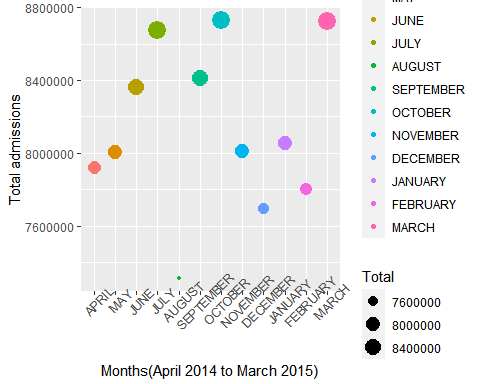 8800000
8400000
8000000
7600000
Total admissions
APRIL
MAY
JUNE
JULY
AUGUST
SEPTEMBER
OCTOBER
NOVEMBER
DECEMBER
JANUARY
FEBRUARY
MARCH
Months(April 2014 to March 2015)
MAY
JUNE
JULY
AUGUST
SEPTEMBER
OCTOBER
NOVEMBER
DECEMBER
JANUARY
FEBRUARY
MARCH
Total
7600000
8000000
8400000